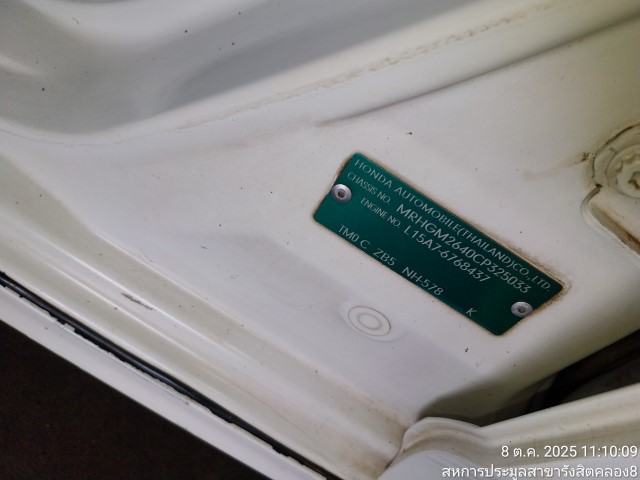 HONDA AUTOMOBILE(THAILAND)CO.,LTD.
CHASSIS NO. MRHGM2640CP325033
ENGINE NO. L15A7-6768437
TM0 C ZB5 NH-578 K
8 ต.ค. 2025 11:10:09
สหการประมูลสาขารังสิตคลอง8